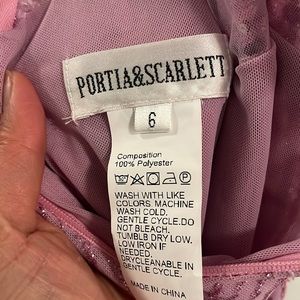 PORTIA&SCARLETT
6
Composition
100% Polyester
WASH WITH LIKE
COLORS. MACHINE
WASH COLD.
GENTLE CYCLE.DO
NOT BLEACH.
TUMBLB DRY LOW.
LOW IRON IF
NEEDED.
DRYCLEANABLE IN
GENTLE CYCLE.
MADE IN CHINA